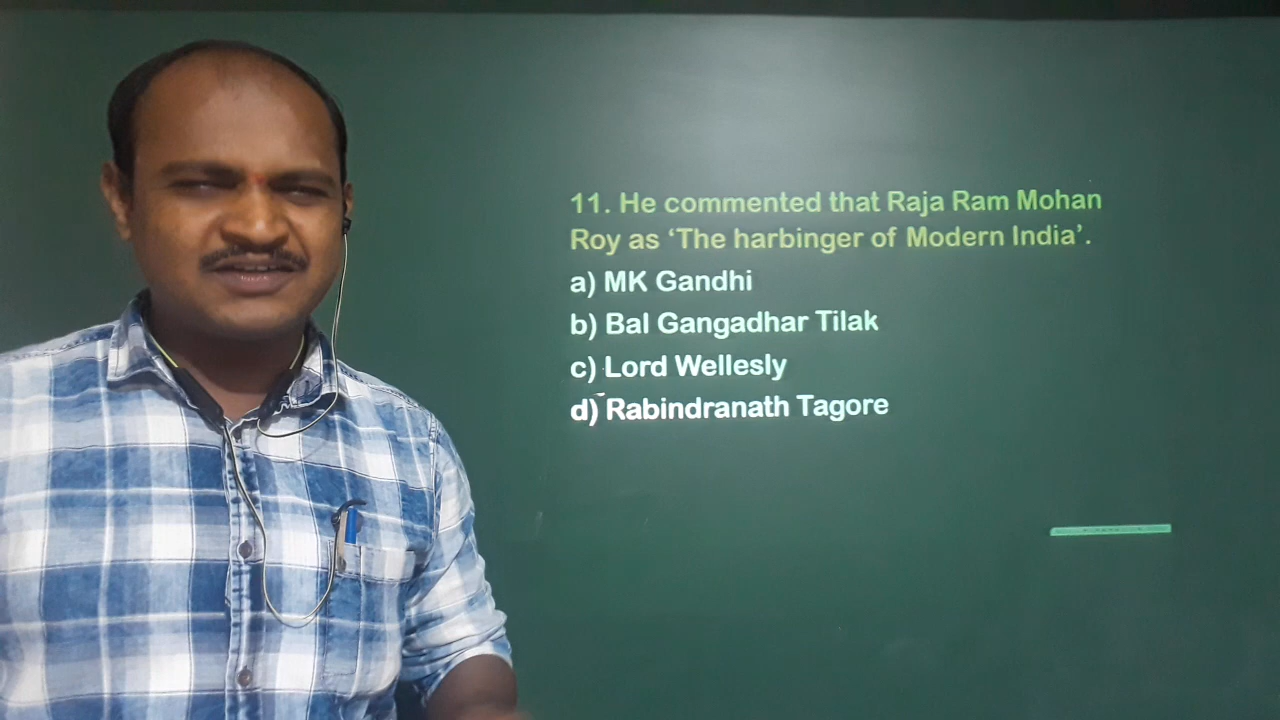 11. He commented that Raja Ram Mohan
Roy as ‘The harbinger of Modern India’.
a) MK Gandhi
b) Bal Gangadhar Tilak
c) Lord Wellesly
d) Rabindranath Tagore